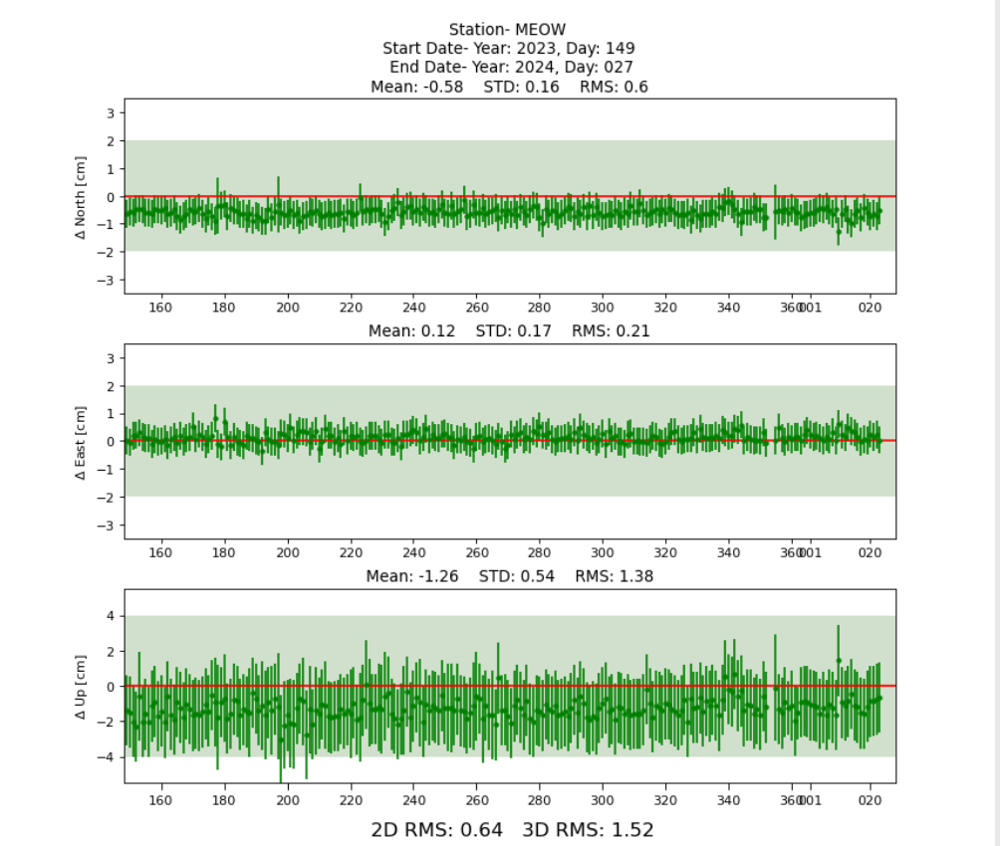 Station- MEOW
Start Date- Year: 2023, Day: 149
End Date- Year: 2024, Day: 027
Mean: -0.58 STD: 0.16 RMS: 0.6
3
2
1
0
−1
−2
−3
Δ North [cm]
160 180 200 220 240 260 280 300 320 340 360 001 020
Mean: 0.12 STD: 0.17 RMS: 0.21
3
2
1
0
−1
−2
−3
Δ East [cm]
160 180 200 220 240 260 280 300 320 340 360 001 020
Mean: -1.26 STD: 0.54 RMS: 1.38
4
2
0
−2
−4
Δ Up [cm]
160 180 200 220 240 260 280 300 320 340 360 001 020
2D RMS: 0.64 3D RMS: 1.52